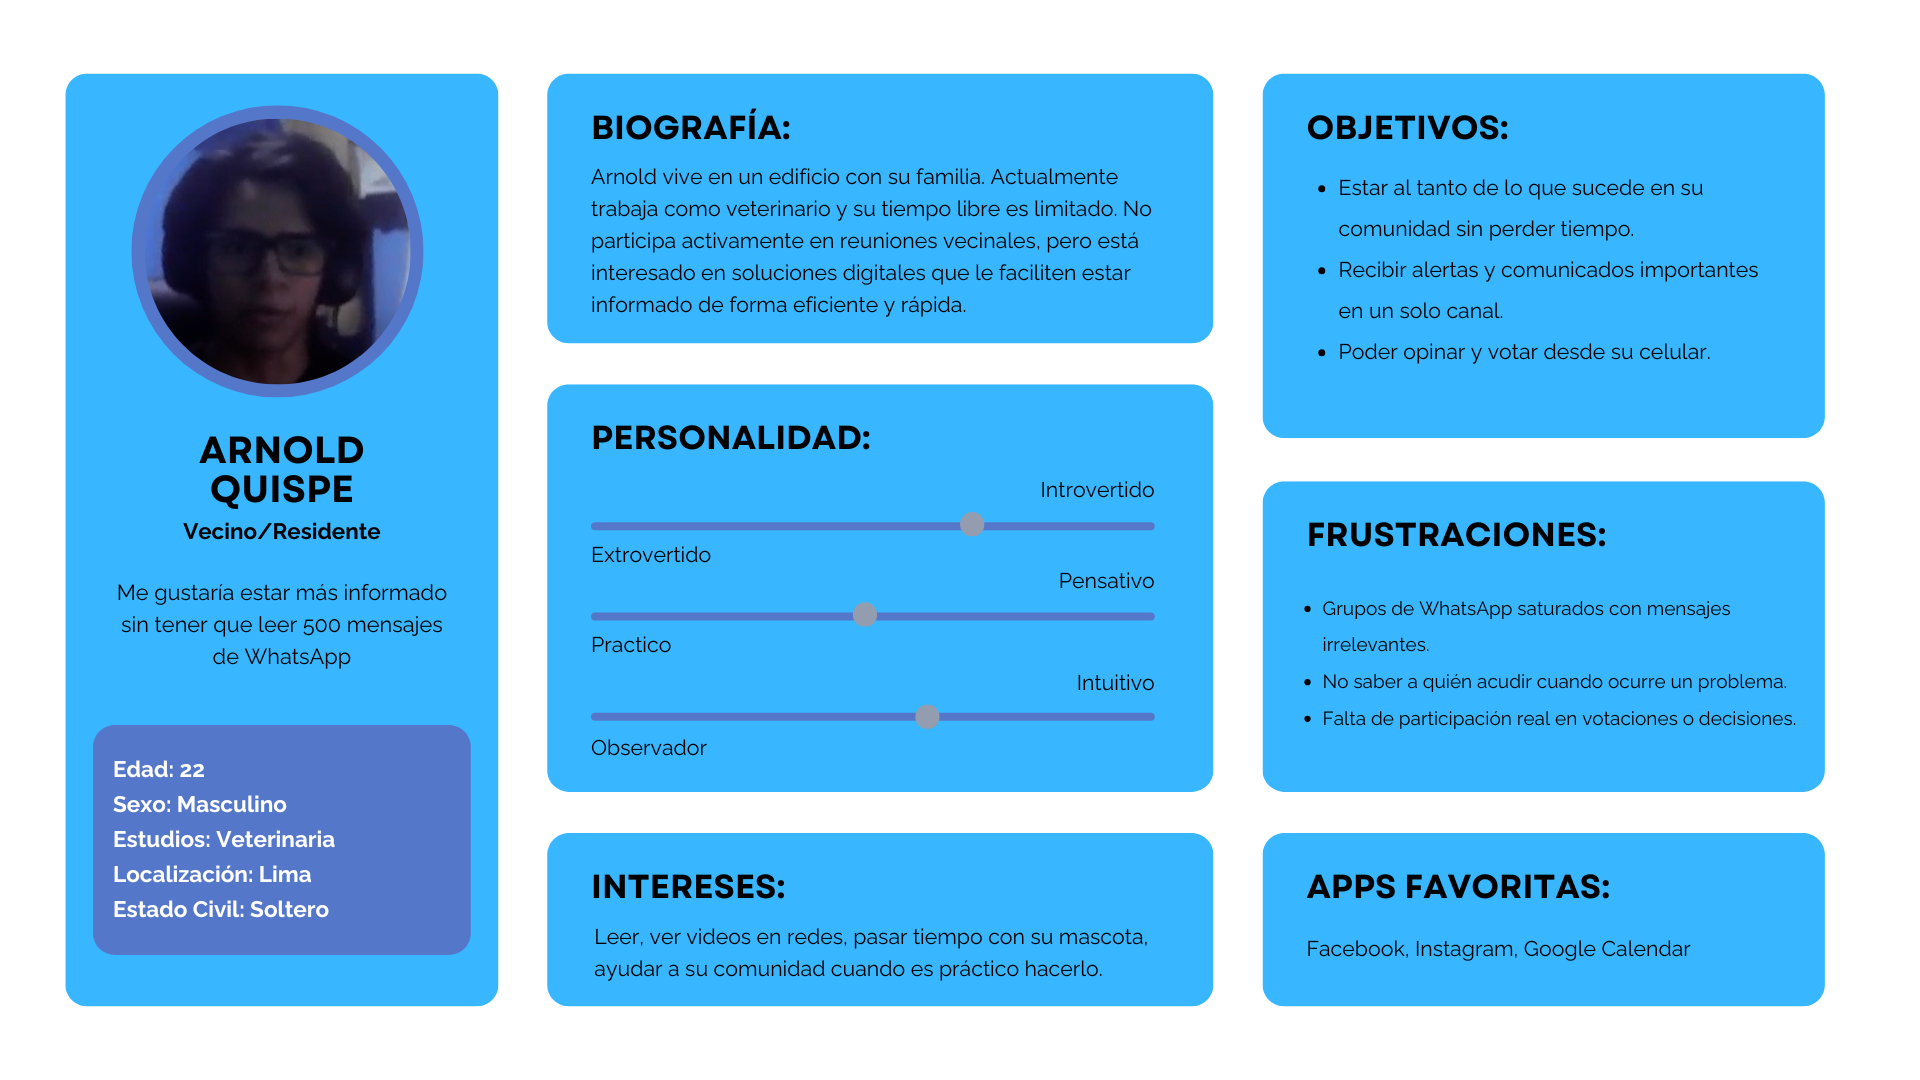 ARNOLD
QUISPE
Vecino/Residente
Me gustaría estar más informado
sin tener que leer 500 mensajes
de WhatsApp
Edad: 22
Sexo: Masculino
Estudios: Veterinaria
Localización: Lima
Estado Civil: Soltero
BIOGRAFÍA:
Arnold vive en un edificio con su familia. Actualmente
trabaja como veterinario y su tiempo libre es limitado. No
participa activamente en reuniones vecinales, pero está
interesado en soluciones digitales que le faciliten estar
informado de forma eficiente y rápida.
PERSONALIDAD:
Introvertido
Extrovertido
Pensativo
Practico
Intuitivo
Observador
INTERESES:
Leer, ver videos en redes, pasar tiempo con su mascota,
ayudar a su comunidad cuando es práctico hacerlo.
OBJETIVOS:
• Estar al tanto de lo que sucede en su
comunidad sin perder tiempo.
• Recibir alertas y comunicados importantes
en un solo canal.
• Poder opinar y votar desde su celular.
FRUSTRACIONES:
• Grupos de WhatsApp saturados con mensajes
irrelevantes.
• No saber a quién acudir cuando ocurre un problema.
• Falta de participación real en votaciones o decisiones.
APPS FAVORITAS:
Facebook, Instagram, Google Calendar